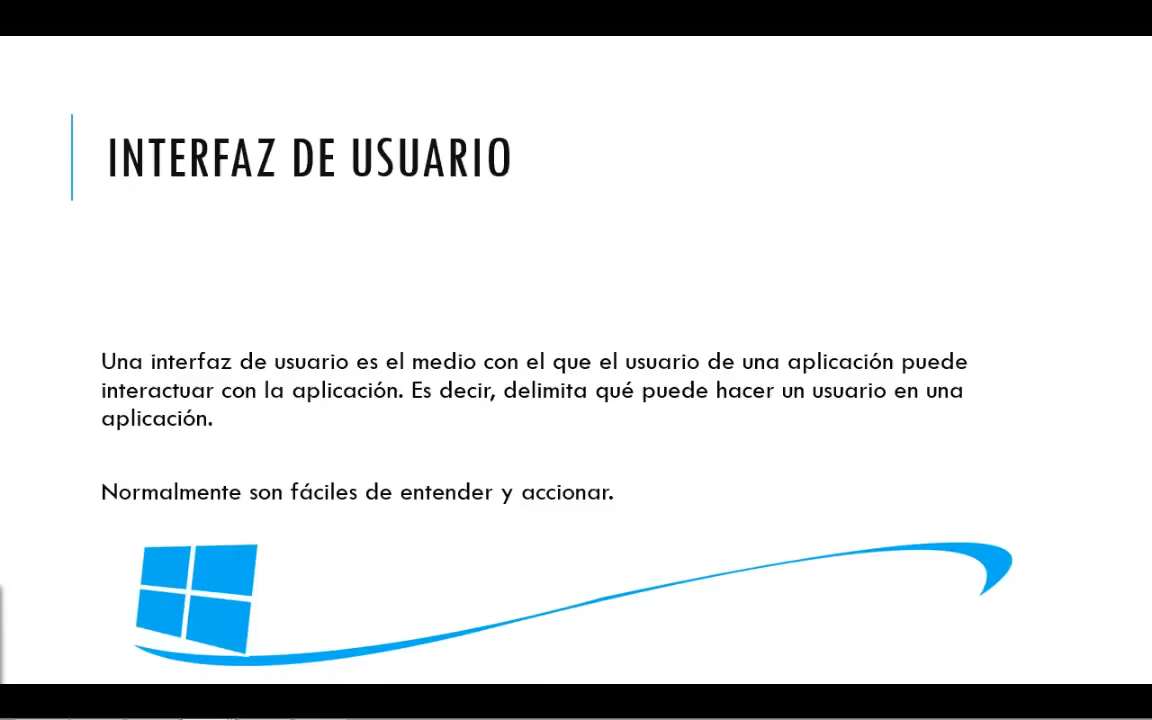 INTERFAZ DE USUARIO
Una interfaz de usuario es el medio con el que el usuario de una aplicación puede
interactuar con la aplicación. Es decir, delimita qué puede hacer un usuario en una
aplicación.
Normalmente son fáciles de entender y accionar.